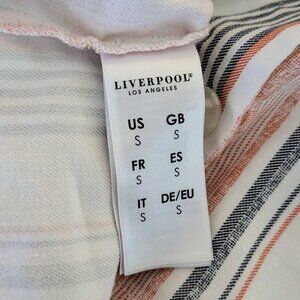 LIVERPOOL®
LOS ANGELES
US GB
S S
FR ES
S S
IT DE/EU
S S